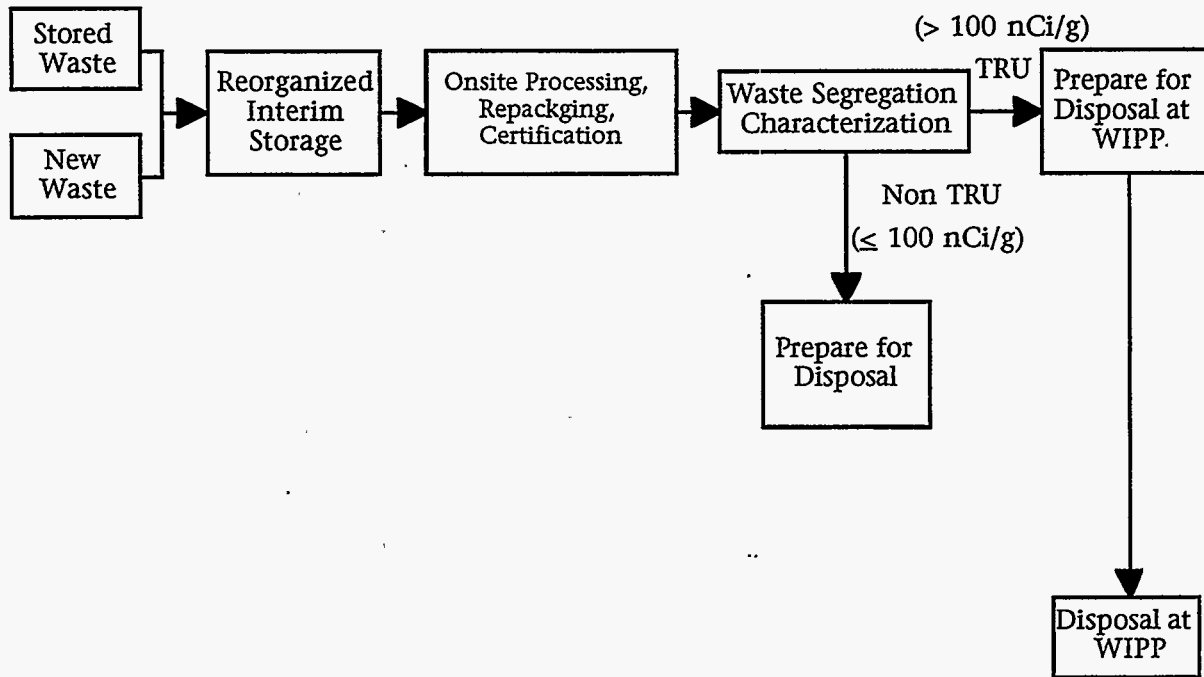 Stored
Waste
New
Waste
Reorganized
Interim
Storage
Onsite Processing,
Repackging,
Certification
Waste Segregation
Characterization
(> 100 nCi/g)
TRU
Prepare for
Disposal at
WIPP.
Non TRU
(≤ 100 nCi/g)
Prepare for
Disposal
Disposal at
WIPP